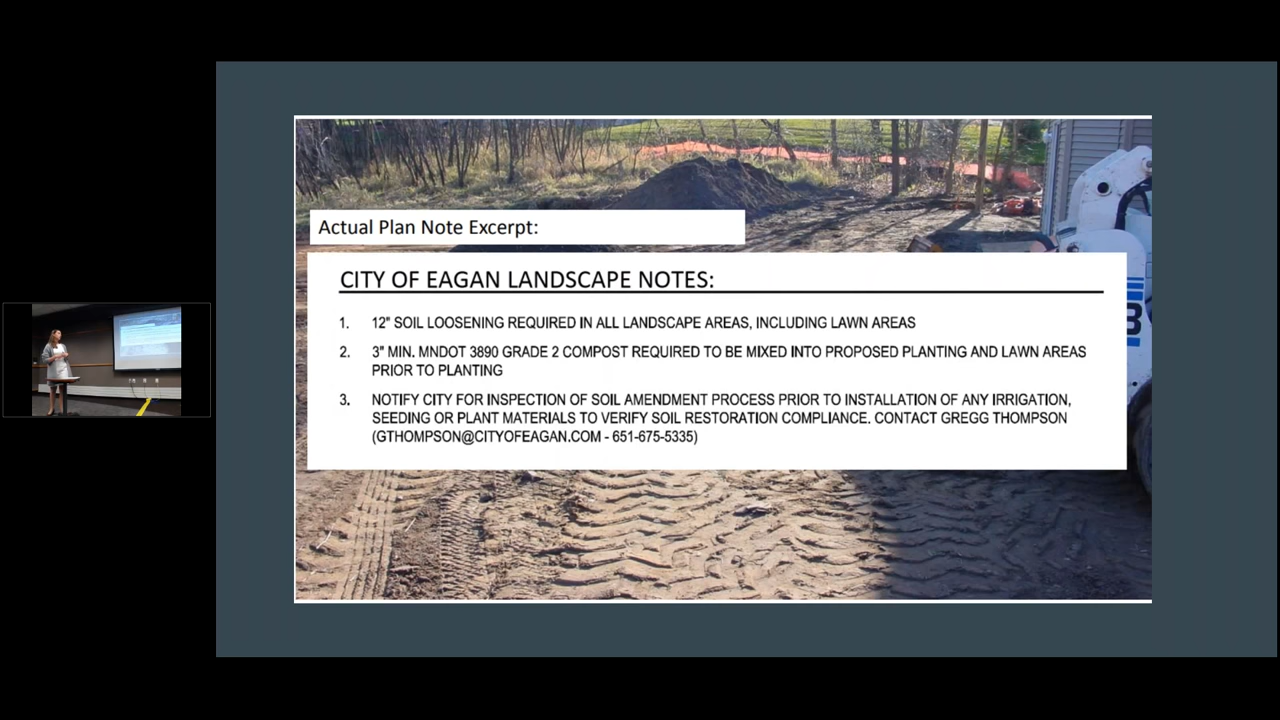 Actual Plan Note Excerpt:
CITY OF EAGAN LANDSCAPE NOTES:
1. 12" SOIL LOOSENING REQUIRED IN ALL LANDSCAPE AREAS, INCLUDING LAWN AREAS
2. 3" MIN. MNDOT 3890 GRADE 2 COMPOST REQUIRED TO BE MIXED INTO PROPOSED PLANTING AND LAWN AREAS
PRIOR TO PLANTING
3. NOTIFY CITY FOR INSPECTION OF SOIL AMENDMENT PROCESS PRIOR TO INSTALLATION OF ANY IRRIGATION,
SEEDING OR PLANT MATERIALS TO VERIFY SOIL RESTORATION COMPLIANCE. CONTACT GREGG THOMPSON
(GTHOMPSON@CITYOFEAGAN.COM - 651-675-5335)